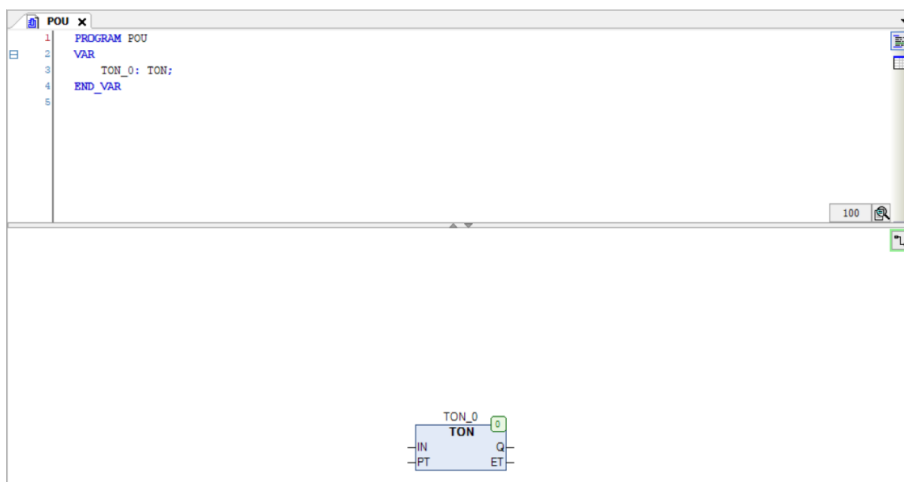 POU
1 PROGRAM POU
2 VAR
3 TON_0: TON;
4 END_VAR
5
100
TON_0
0
TON
IN Q
PT ET